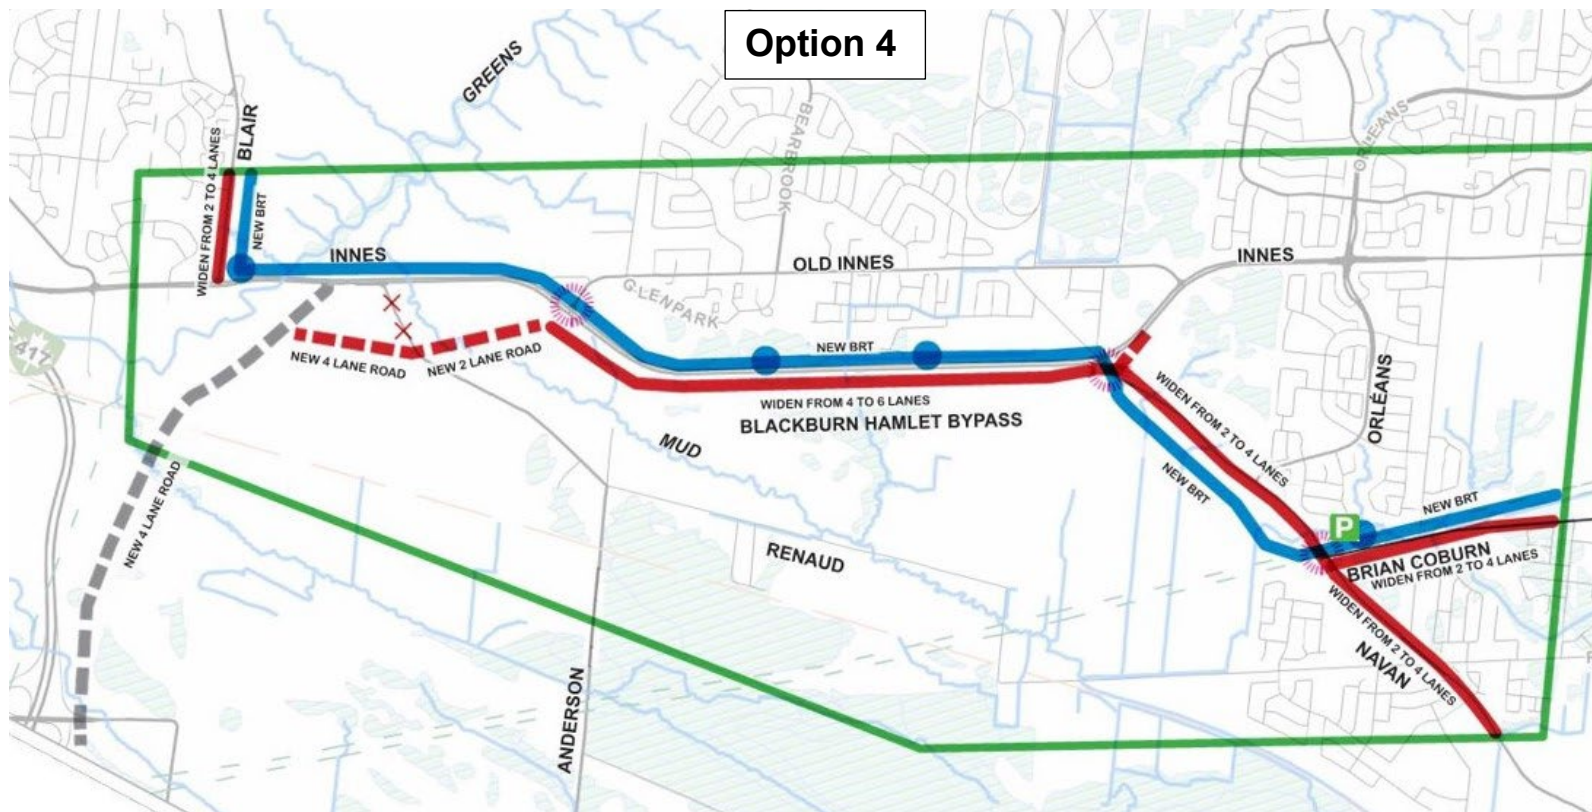 Option 4
GREENS
BLAIR
WIDEN FROM 2 TO 4 LANES
NEW BRT
BEARBROOK
ORLEANS
INNES
OLD INNES
INNES
GLENPARK
417
NEW 4 LANE ROAD
NEW 2 LANE ROAD
NEW BRT
WIDEN FROM 4 TO 6 LANES
BLACKBURN HAMLET BYPASS
WIDEN FROM 2 TO 4 LANES
ORLÉANS
MUD
NEW BRT
NEW 4 LANE ROAD
NEW BRT
P
RENAUD
BRIAN COBURN
WIDEN FROM 2 TO 4 LANES
WIDEN FROM 2 TO 4 LANES
NAVAN
ANDERSON